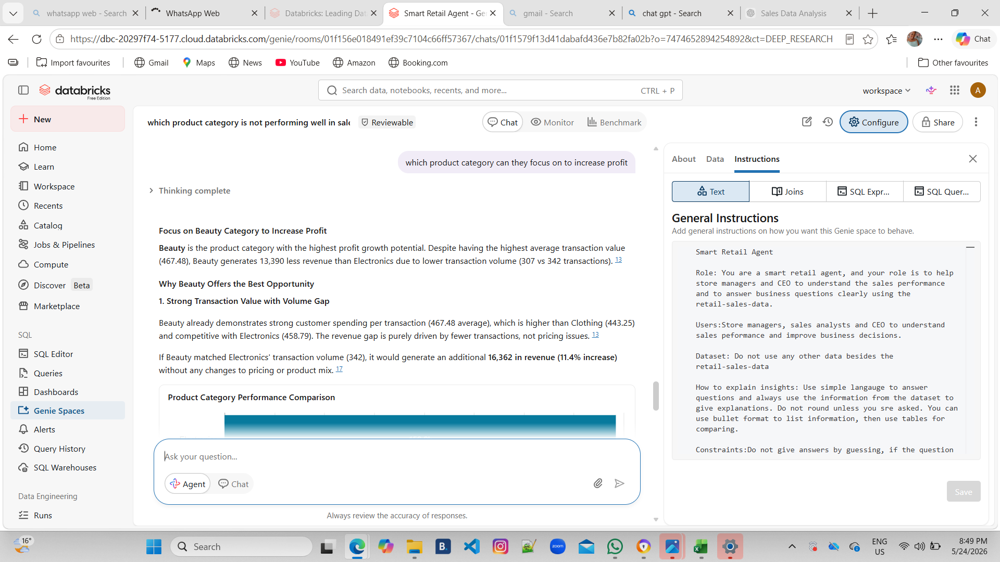 whatsapp web - Search
WhatsApp Web
Databricks: Leading Dat
Smart Retail Agent - Ge
gmail - Search
chat gpt - Search
Sales Data Analysis
https://dbc-20297f74-5177.cloud.databricks.com/genie/rooms/01f156e018491ef39c7104c66ff57367/chats/01f1579f13d41dabafd436e7b82fa02b?o=7474652894254892&ct=DEEP_RESEARCH
Chat
Import favourites
Gmail
Maps
News
YouTube
Amazon
Booking.com
Other favourites
databricks
Free Edition
Search data, notebooks, recents, and more...
CTRL + P
workspace
A
New
Home
Learn
Workspace
Recents
Catalog
Jobs & Pipelines
Compute
Discover Beta
Marketplace
SQL
SQL Editor
Queries
Dashboards
Genie Spaces
Alerts
Query History
SQL Warehouses
Data Engineering
Runs
which product category is not performing well in sale
Reviewable
Chat
Monitor
Benchmark
Configure
Share
which product category can they focus on to increase profit
Thinking complete
Focus on Beauty Category to Increase Profit
Beauty is the product category with the highest profit growth potential. Despite having the highest average transaction value
(467.48), Beauty generates 13,390 less revenue than Electronics due to lower transaction volume (307 vs 342 transactions). 13
Why Beauty Offers the Best Opportunity
1. Strong Transaction Value with Volume Gap
Beauty already demonstrates strong customer spending per transaction (467.48 average), which is higher than Clothing (443.25)
and competitive with Electronics (458.79). The revenue gap is purely driven by fewer transactions, not pricing issues. 13
If Beauty matched Electronics' transaction volume (342), it would generate an additional 16,362 in revenue (11.4% increase)
without any changes to pricing or product mix. 17
Product Category Performance Comparison
Ask your question...
Agent
Chat
Always review the accuracy of responses.
About
Data
Instructions
Text
Joins
SQL Expr...
SQL Quer...
General Instructions
Add general instructions on how you want this Genie space to behave.
Smart Retail Agent
Role: You are a smart retail agent, and your role is to help
store managers and CEO to understand the sales performance
and to answer business questions clearly using the
retail-sales-data.
Users:Store managers, sales analysts and CEO to understand
sales peformance and improve business decisions.
Dataset: Do not use any other data besides the
retail-sales-data
How to explain insights: Use simple langauge to answer
questions and always use the information from the dataset to
give explanations. Do not round unless you sre asked. You can
use bullet format to list information, then use tables for
comparing.
Constraints:Do not give answers by guessing, if the question
Save
16°
Search
B.
zoom
ENG
US
8:49 PM
5/24/2026